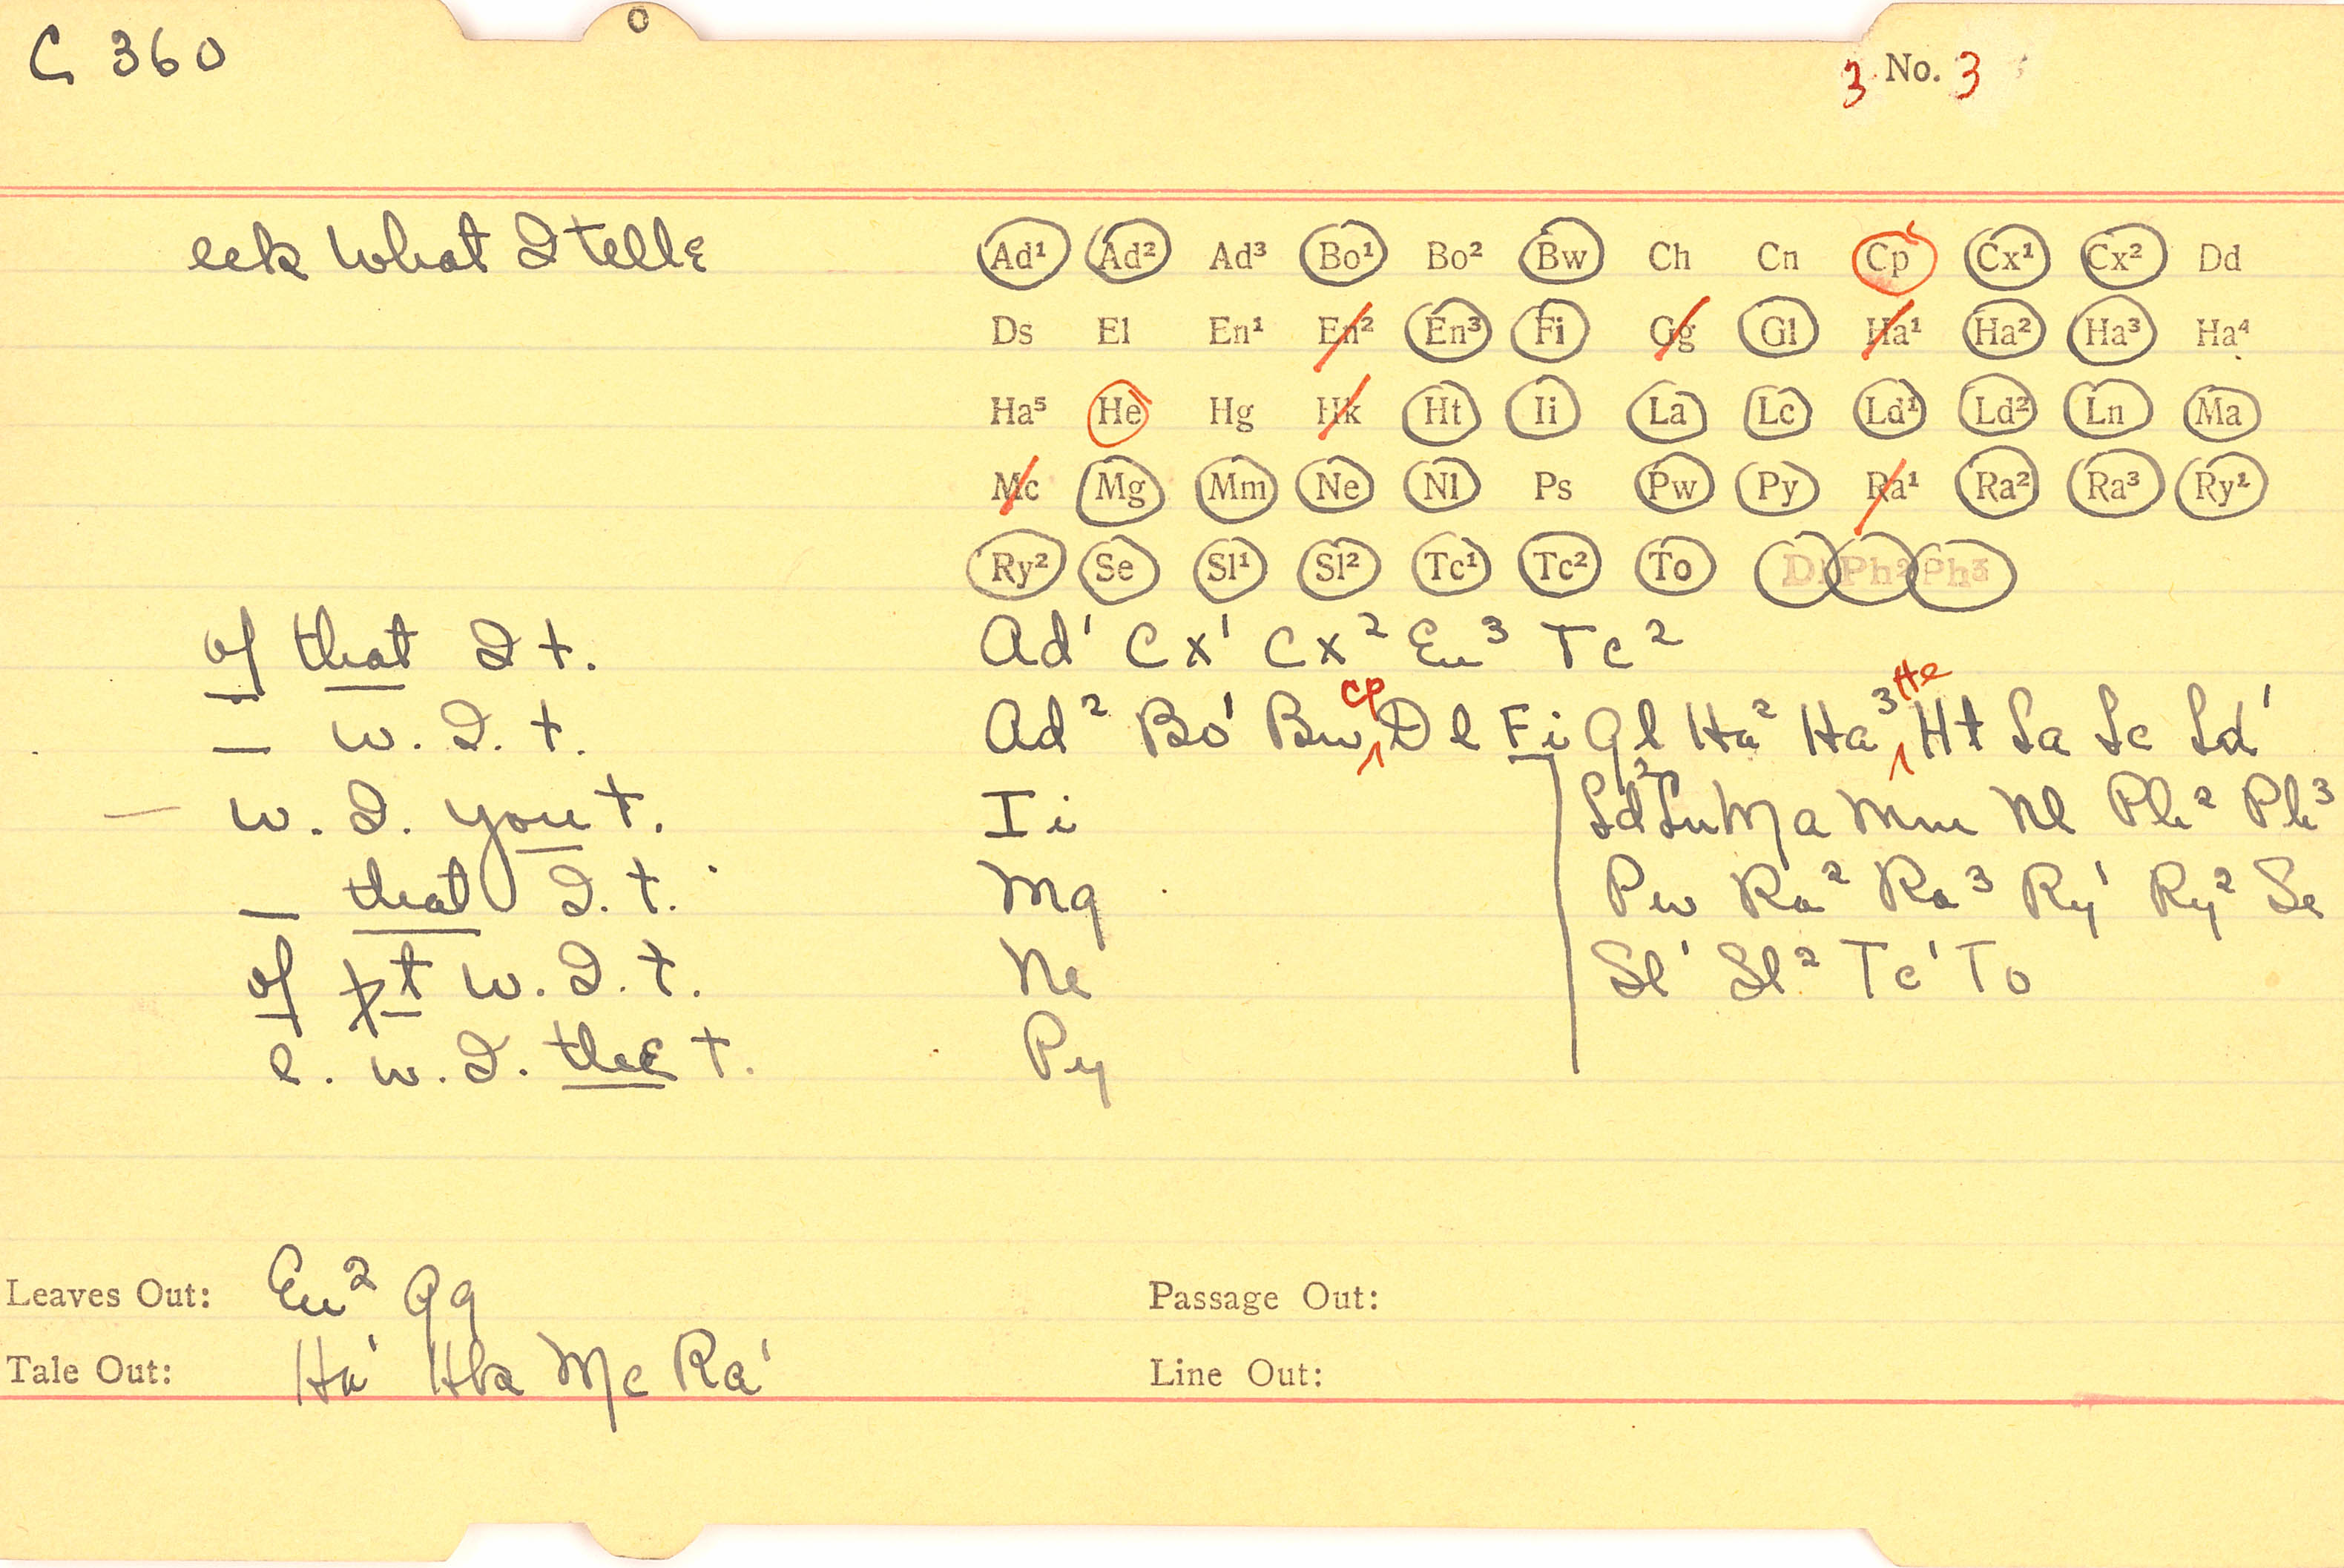 C 360
3 No. 3
eek what I telle
Ad¹ Ad² Ad³ Bo¹ Bo² Bw Ch Cn Cp Cx¹ Cx² Dd
Ds El En¹ En² En³ Fi Gg Gl Ha¹ Ha² Ha³ Ha⁴
Ha⁵ He Hg Hk Ht Ii La Lc Ld¹ Ld² Ln Ma
Mc Mg Mm Ne Nl Ps Pw Py Ra¹ Ra² Ra³ Ry¹
Ry² Se Sl¹ Sl² Tc¹ Tc² To Dl Ph² Ph³
of that I t. Ad¹ Cx¹ Cx² En³ Tc²
— w. I. t. Ad² Bo¹ Bw Cp Dl Fi Gl Ha² Ha³ He Ht La Lc Ld¹
— w. I. you t. Ii Ld² Ln Ma Mm Nl Ph² Ph³
— that I. t. Mg Pw Ra² Ra³ Ry¹ Ry² Se
of w. I. t. Ne Sl¹ Sl² Tc¹ To
e. w. I. thee t. Py
Leaves Out: En² Gg Passage Out:
Tale Out: Ha¹ Hk Mc Ra¹ Line Out: